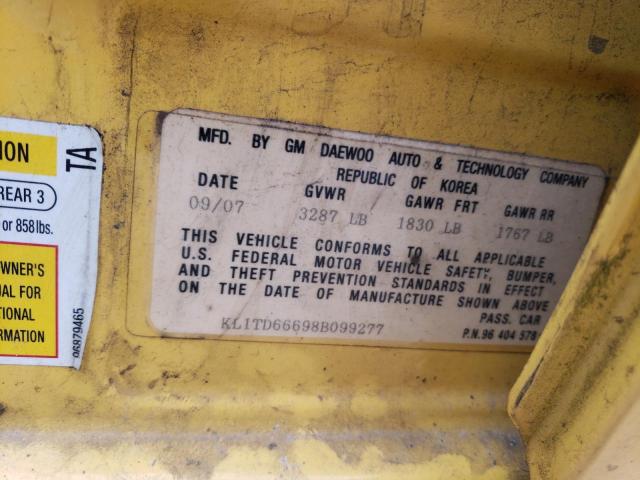 ION
TA
REAR 3
or 858 lbs.
WNER'S
UAL FOR
TIONAL
RMATION
96879465
MFD. BY GM DAEWOO AUTO & TECHNOLOGY COMPANY
REPUBLIC OF KOREA
DATE GVWR GAWR FRT GAWR RR
09/07 3287 LB 1830 LB 1767 LB
THIS VEHICLE CONFORMS TO ALL APPLICABLE
U.S. FEDERAL MOTOR VEHICLE SAFETY, BUMPER,
AND THEFT PREVENTION STANDARDS IN EFFECT
ON THE DATE OF MANUFACTURE SHOWN ABOVE
PASS. CAR
KL1TD66698B099277
P.N. 96 404 578